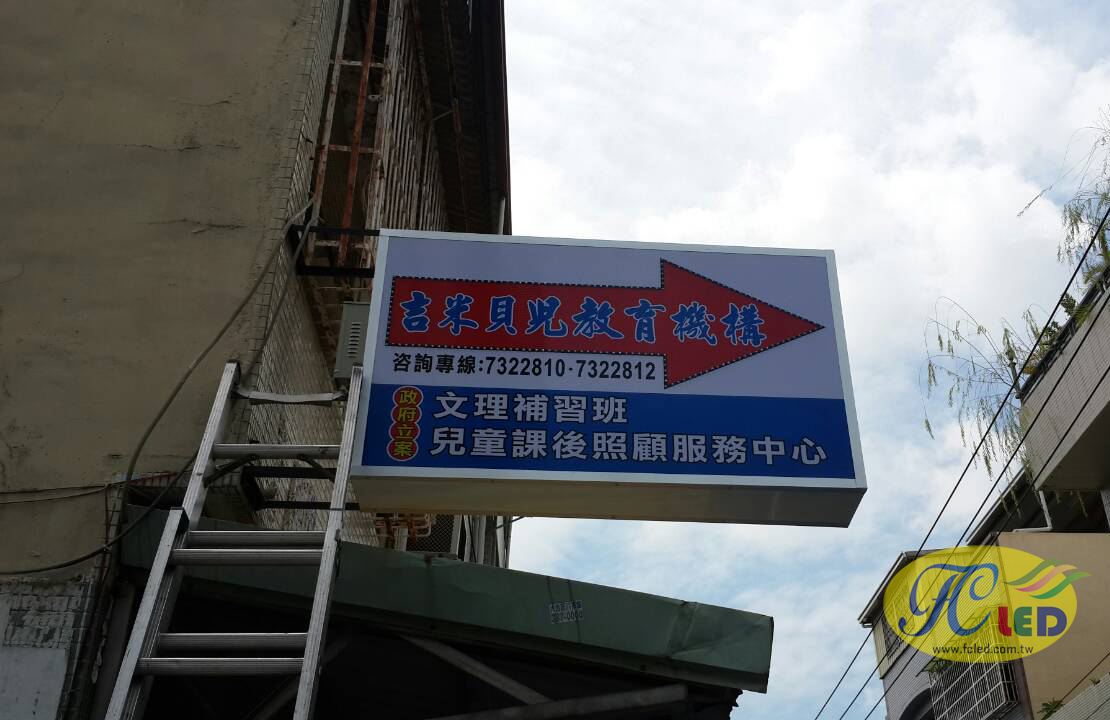 吉米貝兒教育機構
咨詢專線:7322810·7322812
政府立案
文理補習班
兒童課後照顧服務中心
FC LED
www.fcled.com.tw